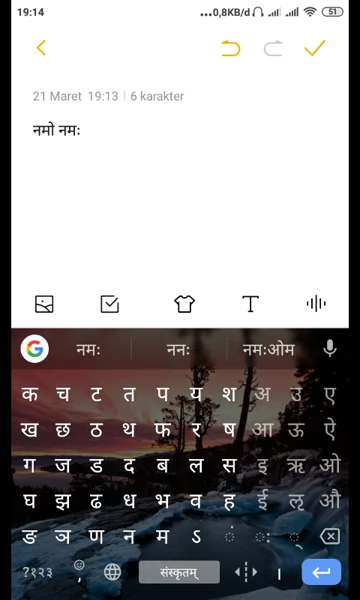 19:14 ...0,8KB/d 51
21 Maret 19:13 | 6 karakter
नमो नमः
नमः ननः नमःओम
क च ट त प य श अ उ ए
ख छ ठ थ फ र ष आ ऊ ऐ
ग ज ड द ब ल स इ ऋ ओ
घ झ ढ ध भ व ह ई ऌ औ
ङ ञ ण न म ऽ ं ः ्
?१२३ , संस्कृतम् ।